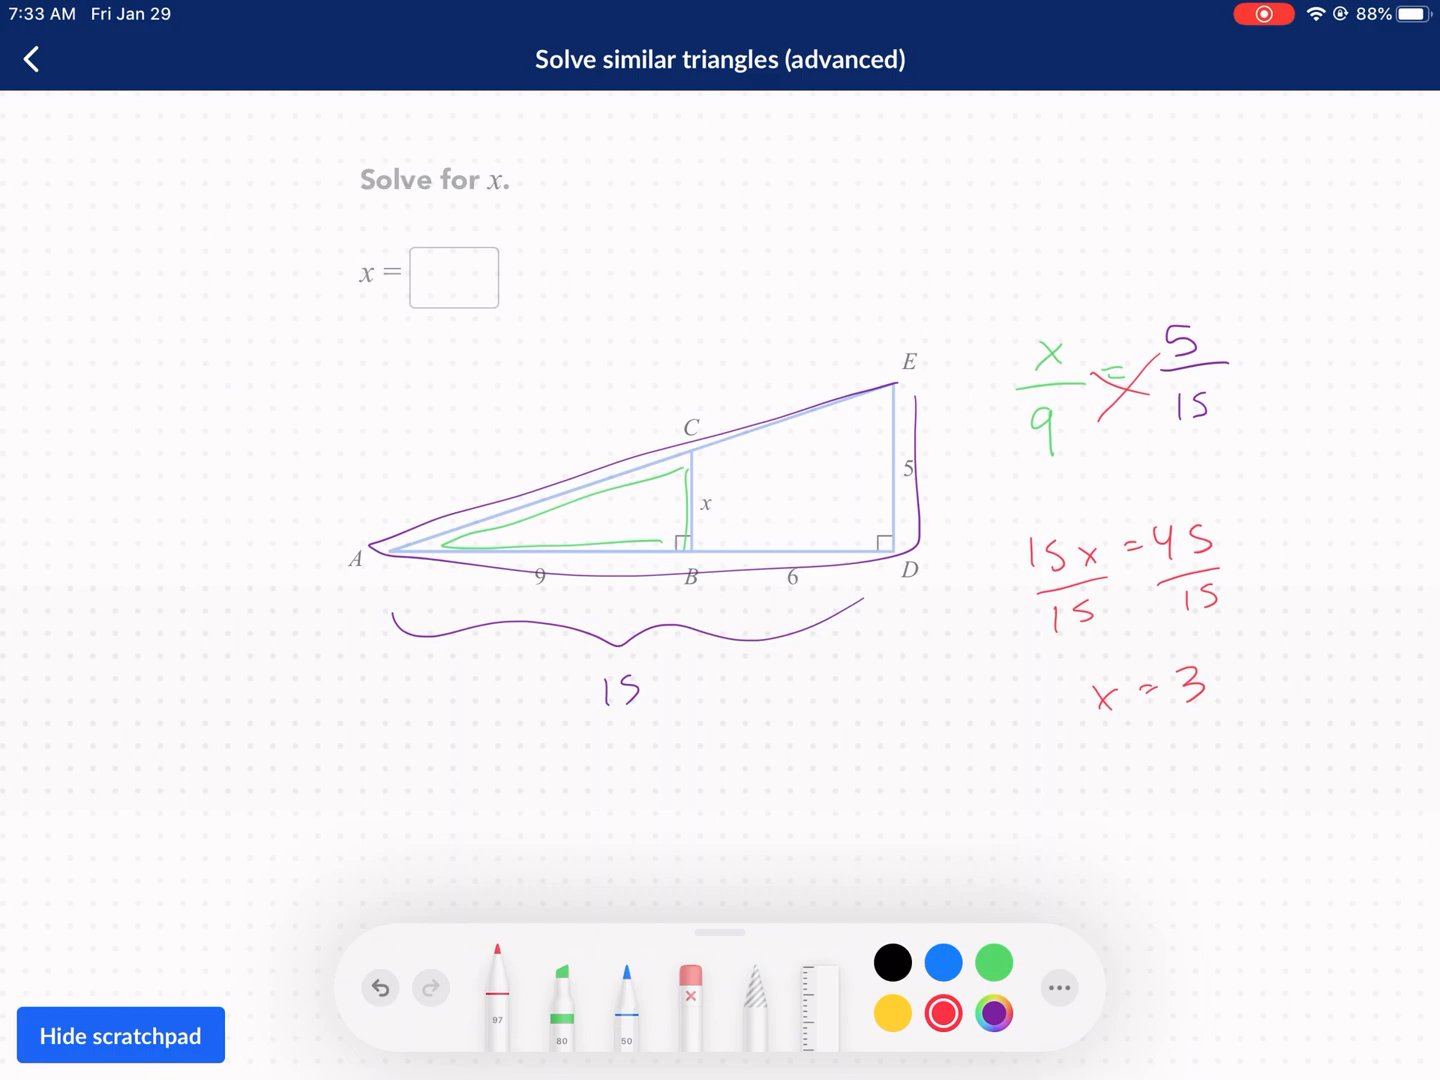 7:33 AM Fri Jan 29
88%
Solve similar triangles (advanced)
Solve for x.
x =
E
C
5
x
A
9
B
6
D
15
x/9 = 5/15
15x = 45
15 15
x = 3
97
80
50
Hide scratchpad